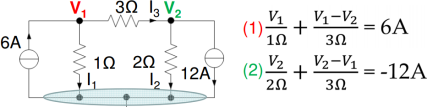 V₁ 3Ω I₃ V₂
6A 1Ω 2Ω 12A
I₁ I₂
(1) V₁/1Ω + V₁−V₂/3Ω = 6A
(2) V₂/2Ω + V₂−V₁/3Ω = -12A